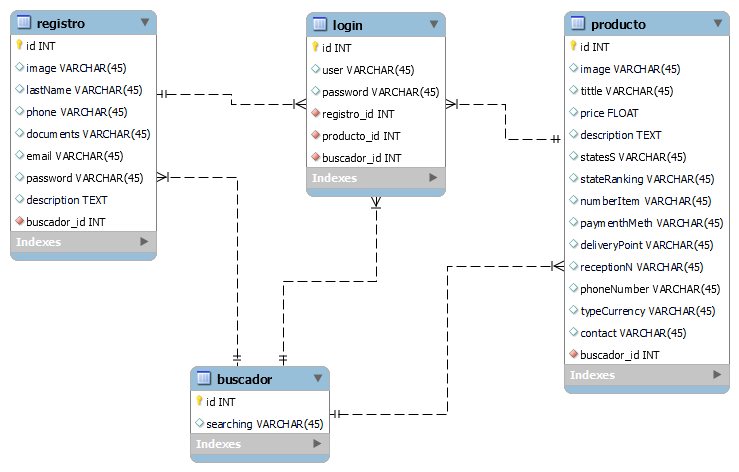 registro
id INT
image VARCHAR(45)
lastName VARCHAR(45)
phone VARCHAR(45)
documents VARCHAR(45)
email VARCHAR(45)
password VARCHAR(45)
description TEXT
buscador_id INT
Indexes
login
id INT
user VARCHAR(45)
password VARCHAR(45)
registro_id INT
producto_id INT
buscador_id INT
Indexes
producto
id INT
image VARCHAR(45)
tittle VARCHAR(45)
price FLOAT
description TEXT
statesS VARCHAR(45)
stateRanking VARCHAR(45)
numberItem VARCHAR(45)
paymenthMeth VARCHAR(45)
deliveryPoint VARCHAR(45)
receptionN VARCHAR(45)
phoneNumber VARCHAR(45)
typeCurrency VARCHAR(45)
contact VARCHAR(45)
buscador_id INT
Indexes
buscador
id INT
searching VARCHAR(45)
Indexes